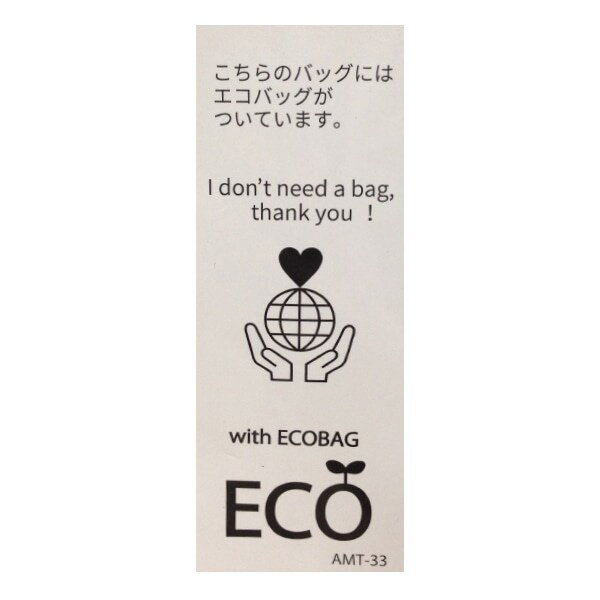 こちらのバッグには
エコバッグが
ついています。
I don't need a bag,
thank you !
with ECOBAG
ECO
AMT-33